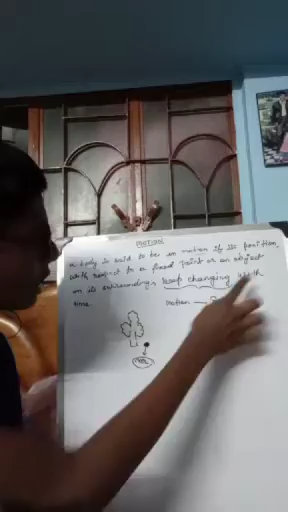 MOTION
a body is said to be in motion if its position,
with respect to a fixed point or an object
in its surrounding, keep changing with
time.
Motion